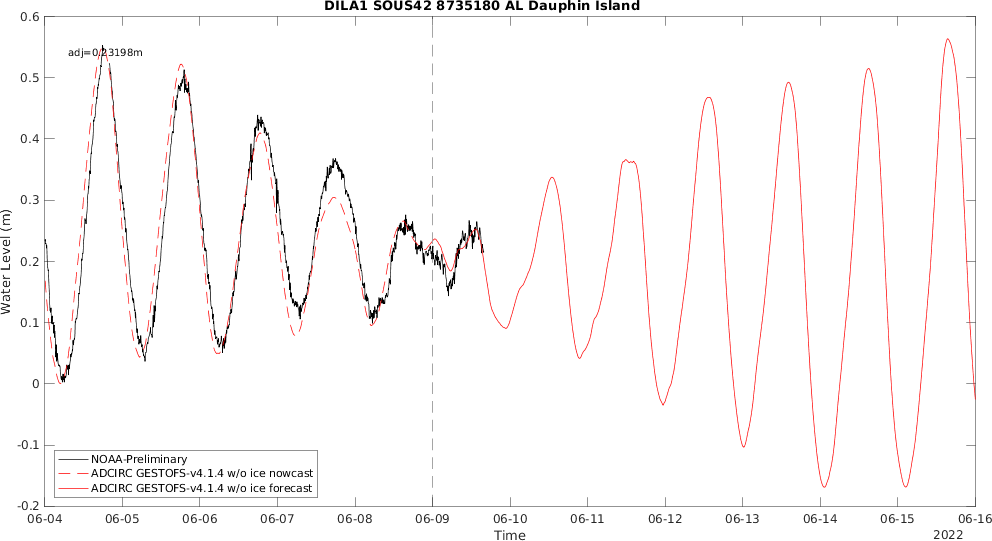 DILA1 SOUS42 8735180 AL Dauphin Island
0.6
adj=0.23198m
0.5
0.4
0.3
0.2
0.1
0
-0.1
-0.2
Water Level (m)
NOAA-Preliminary
ADCIRC GESTOFS-v4.1.4 w/o ice nowcast
ADCIRC GESTOFS-v4.1.4 w/o ice forecast
06-04 06-05 06-06 06-07 06-08 06-09 06-10 06-11 06-12 06-13 06-14 06-15 06-16
Time
2022